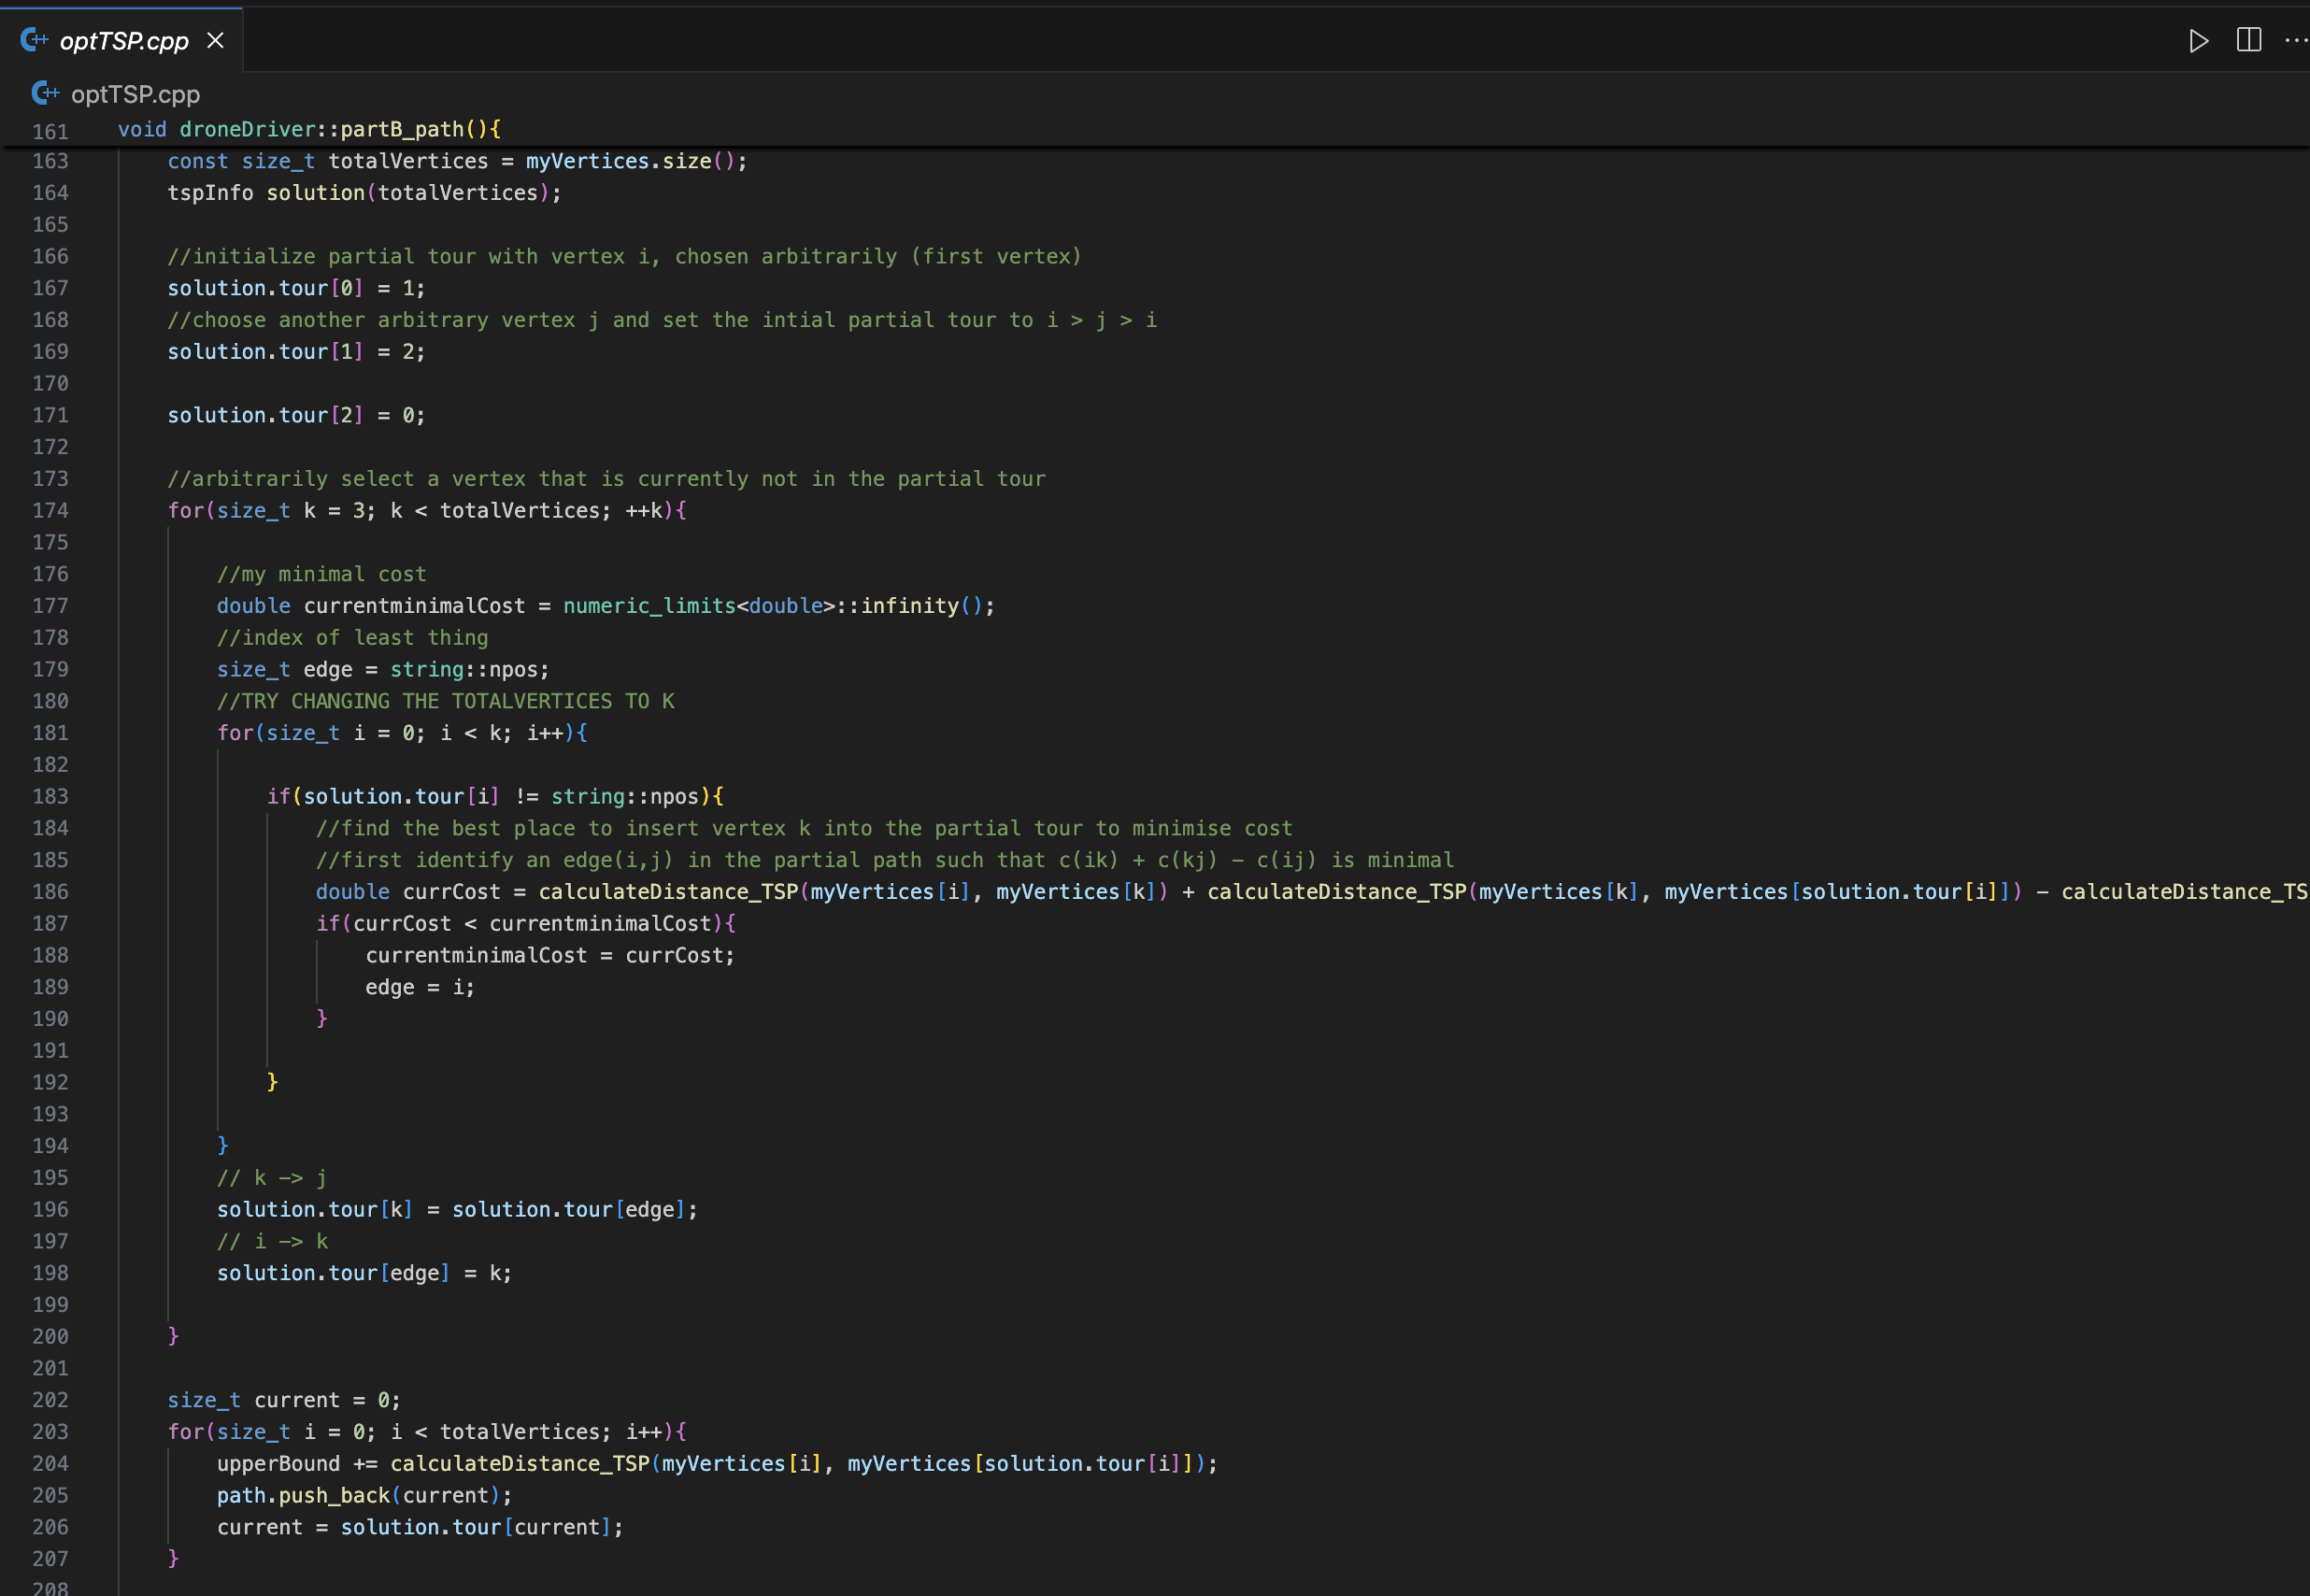 optTSP.cpp
optTSP.cpp
161 void droneDriver::partB_path(){
163 const size_t totalVertices = myVertices.size();
164 tspInfo solution(totalVertices);
165
166 //initialize partial tour with vertex i, chosen arbitrarily (first vertex)
167 solution.tour[0] = 1;
168 //choose another arbitrary vertex j and set the intial partial tour to i > j > i
169 solution.tour[1] = 2;
170
171 solution.tour[2] = 0;
172
173 //arbitrarily select a vertex that is currently not in the partial tour
174 for(size_t k = 3; k < totalVertices; ++k){
175
176 //my minimal cost
177 double currentminimalCost = numeric_limits<double>::infinity();
178 //index of least thing
179 size_t edge = string::npos;
180 //TRY CHANGING THE TOTALVERTICES TO K
181 for(size_t i = 0; i < k; i++){
182
183 if(solution.tour[i] != string::npos){
184 //find the best place to insert vertex k into the partial tour to minimise cost
185 //first identify an edge(i,j) in the partial path such that c(ik) + c(kj) - c(ij) is minimal
186 double currCost = calculateDistance_TSP(myVertices[i], myVertices[k]) + calculateDistance_TSP(myVertices[k], myVertices[solution.tour[i]]) - calculateDistance_TS
187 if(currCost < currentminimalCost){
188 currentminimalCost = currCost;
189 edge = i;
190 }
191
192 }
193
194 }
195 // k -> j
196 solution.tour[k] = solution.tour[edge];
197 // i -> k
198 solution.tour[edge] = k;
199
200 }
201
202 size_t current = 0;
203 for(size_t i = 0; i < totalVertices; i++){
204 upperBound += calculateDistance_TSP(myVertices[i], myVertices[solution.tour[i]]);
205 path.push_back(current);
206 current = solution.tour[current];
207 }
208